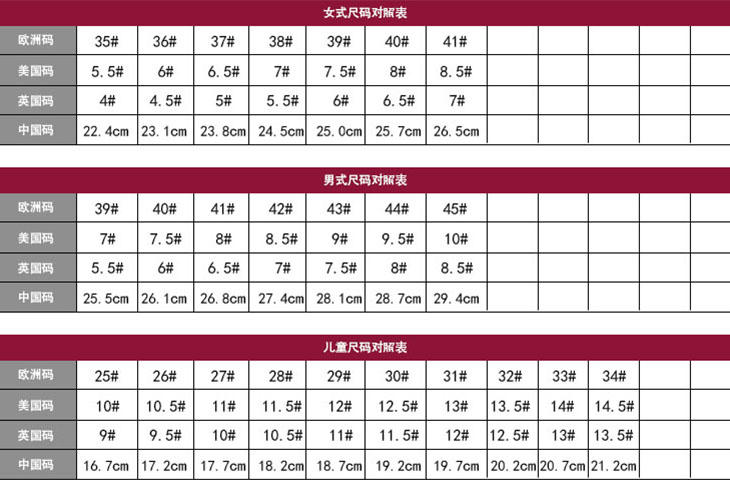 女式尺码对照表
欧洲码 35# 36# 37# 38# 39# 40# 41#
美国码 5.5# 6# 6.5# 7# 7.5# 8# 8.5#
英国码 4# 4.5# 5# 5.5# 6# 6.5# 7#
中国码 22.4cm 23.1cm 23.8cm 24.5cm 25.0cm 25.7cm 26.5cm
男式尺码对照表
欧洲码 39# 40# 41# 42# 43# 44# 45#
美国码 7# 7.5# 8# 8.5# 9# 9.5# 10#
英国码 5.5# 6# 6.5# 7# 7.5# 8# 8.5#
中国码 25.5cm 26.1cm 26.8cm 27.4cm 28.1cm 28.7cm 29.4cm
儿童尺码对照表
欧洲码 25# 26# 27# 28# 29# 30# 31# 32# 33# 34#
美国码 10# 10.5# 11# 11.5# 12# 12.5# 13# 13.5# 14# 14.5#
英国码 9# 9.5# 10# 10.5# 11# 11.5# 12# 12.5# 13# 13.5#
中国码 16.7cm 17.2cm 17.7cm 18.2cm 18.7cm 19.2cm 19.7cm 20.2cm 20.7cm 21.2cm